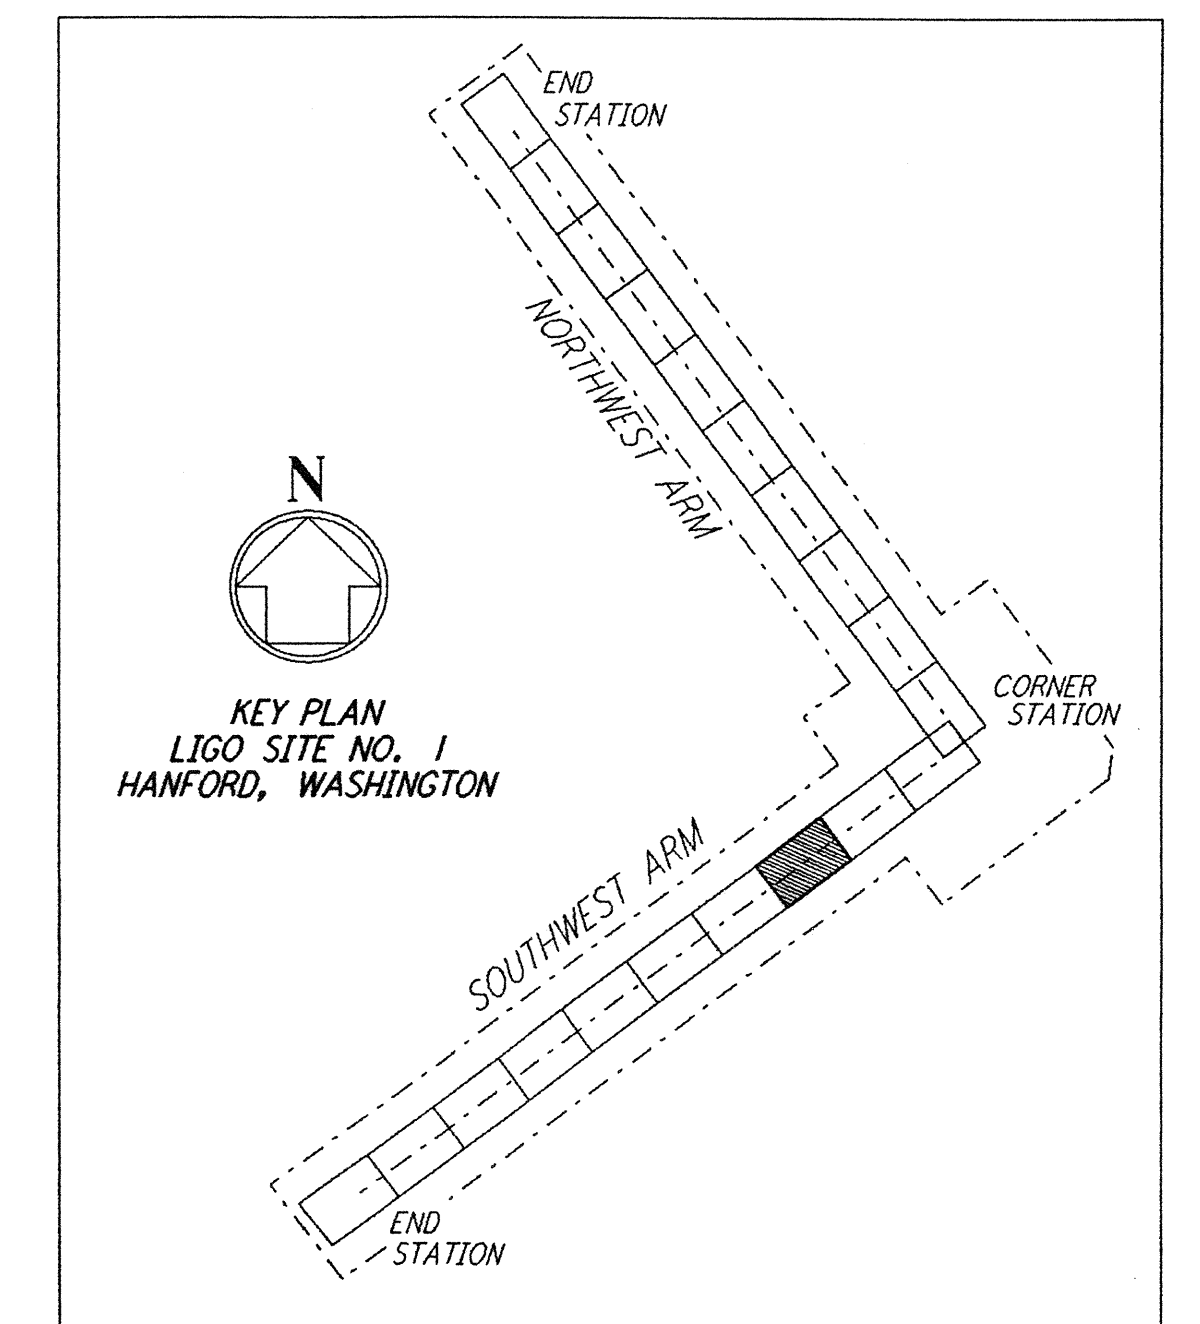 END
STATION
NORTHWEST ARM
N
KEY PLAN
LIGO SITE NO. 1
HANFORD, WASHINGTON
CORNER
STATION
SOUTHWEST ARM
END
STATION